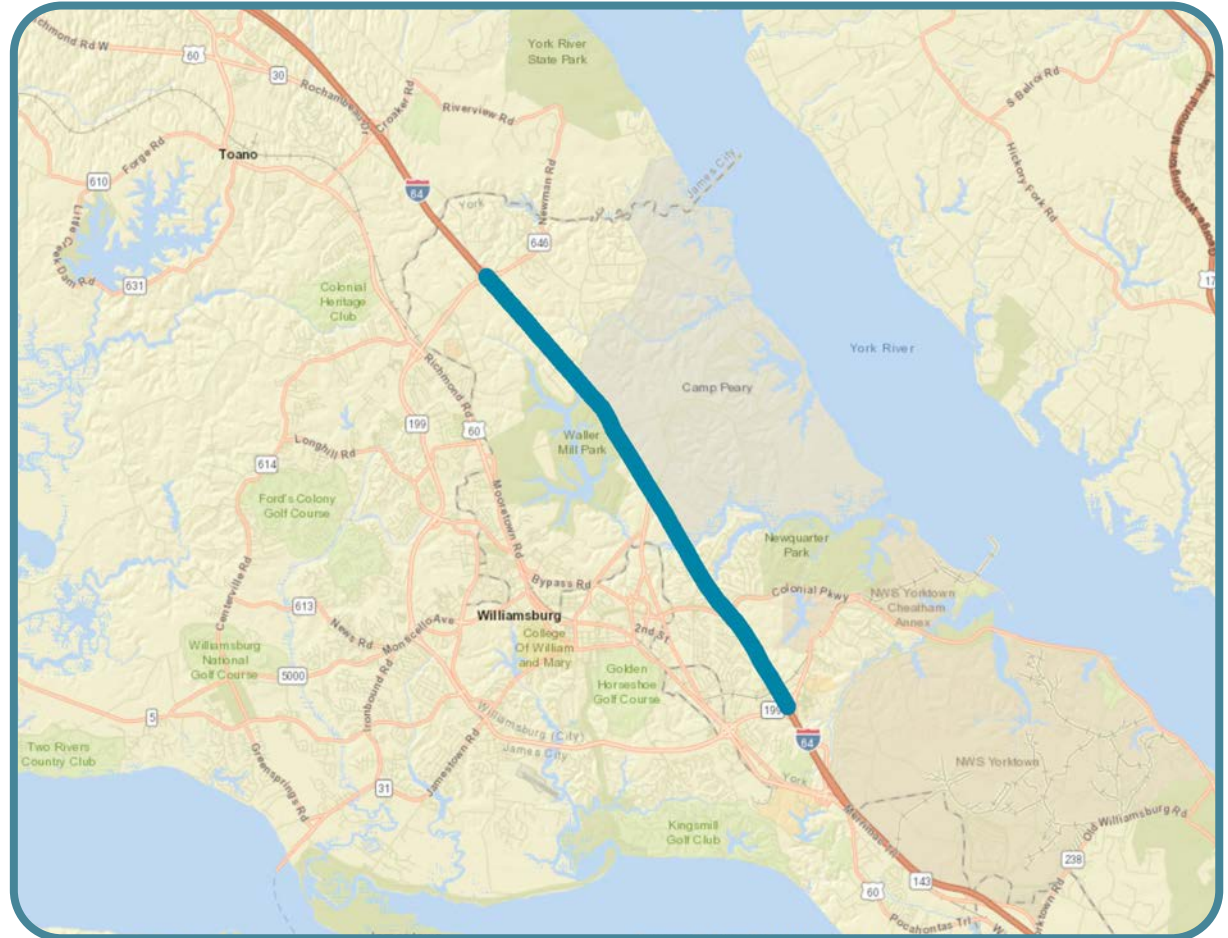 Richmond Rd W
60
30
Rochambeau Dr
Croaker Rd
Riverview Rd
York River
State Park
S Belroi Rd
George Washington Memorial Hwy
Hickory Fork Rd
Toano
Forge Rd
610
64
York
Newman Rd
James City
646
Little Creek Dam Rd
631
17
Colonial
Heritage
Club
York River
Richmond Rd
Camp Peary
199
60
Waller
Mill Park
Longhill Rd
614
Mooretown Rd
Ford's Colony
Golf Course
Newquarter
Park
Bypass Rd
Colonial Pkwy
NWS Yorktown
- Cheatham
Annex
Centerville Rd
613
News Rd
Monticello Ave
Williamsburg
College
Of William
and Mary
2nd St
Williamsburg
National
Golf Course
5000
Ironbound Rd
Golden
Horseshoe
Golf Course
199
5
Williamsburg (City)
James City
64
Two Rivers
Country Club
Greensprings Rd
Jamestown Rd
31
York
NWS Yorktown
Merrimac Trl
Kingsmill
Golf Club
Old Williamsburg Rd
238
143
60
Pocahontas Trl